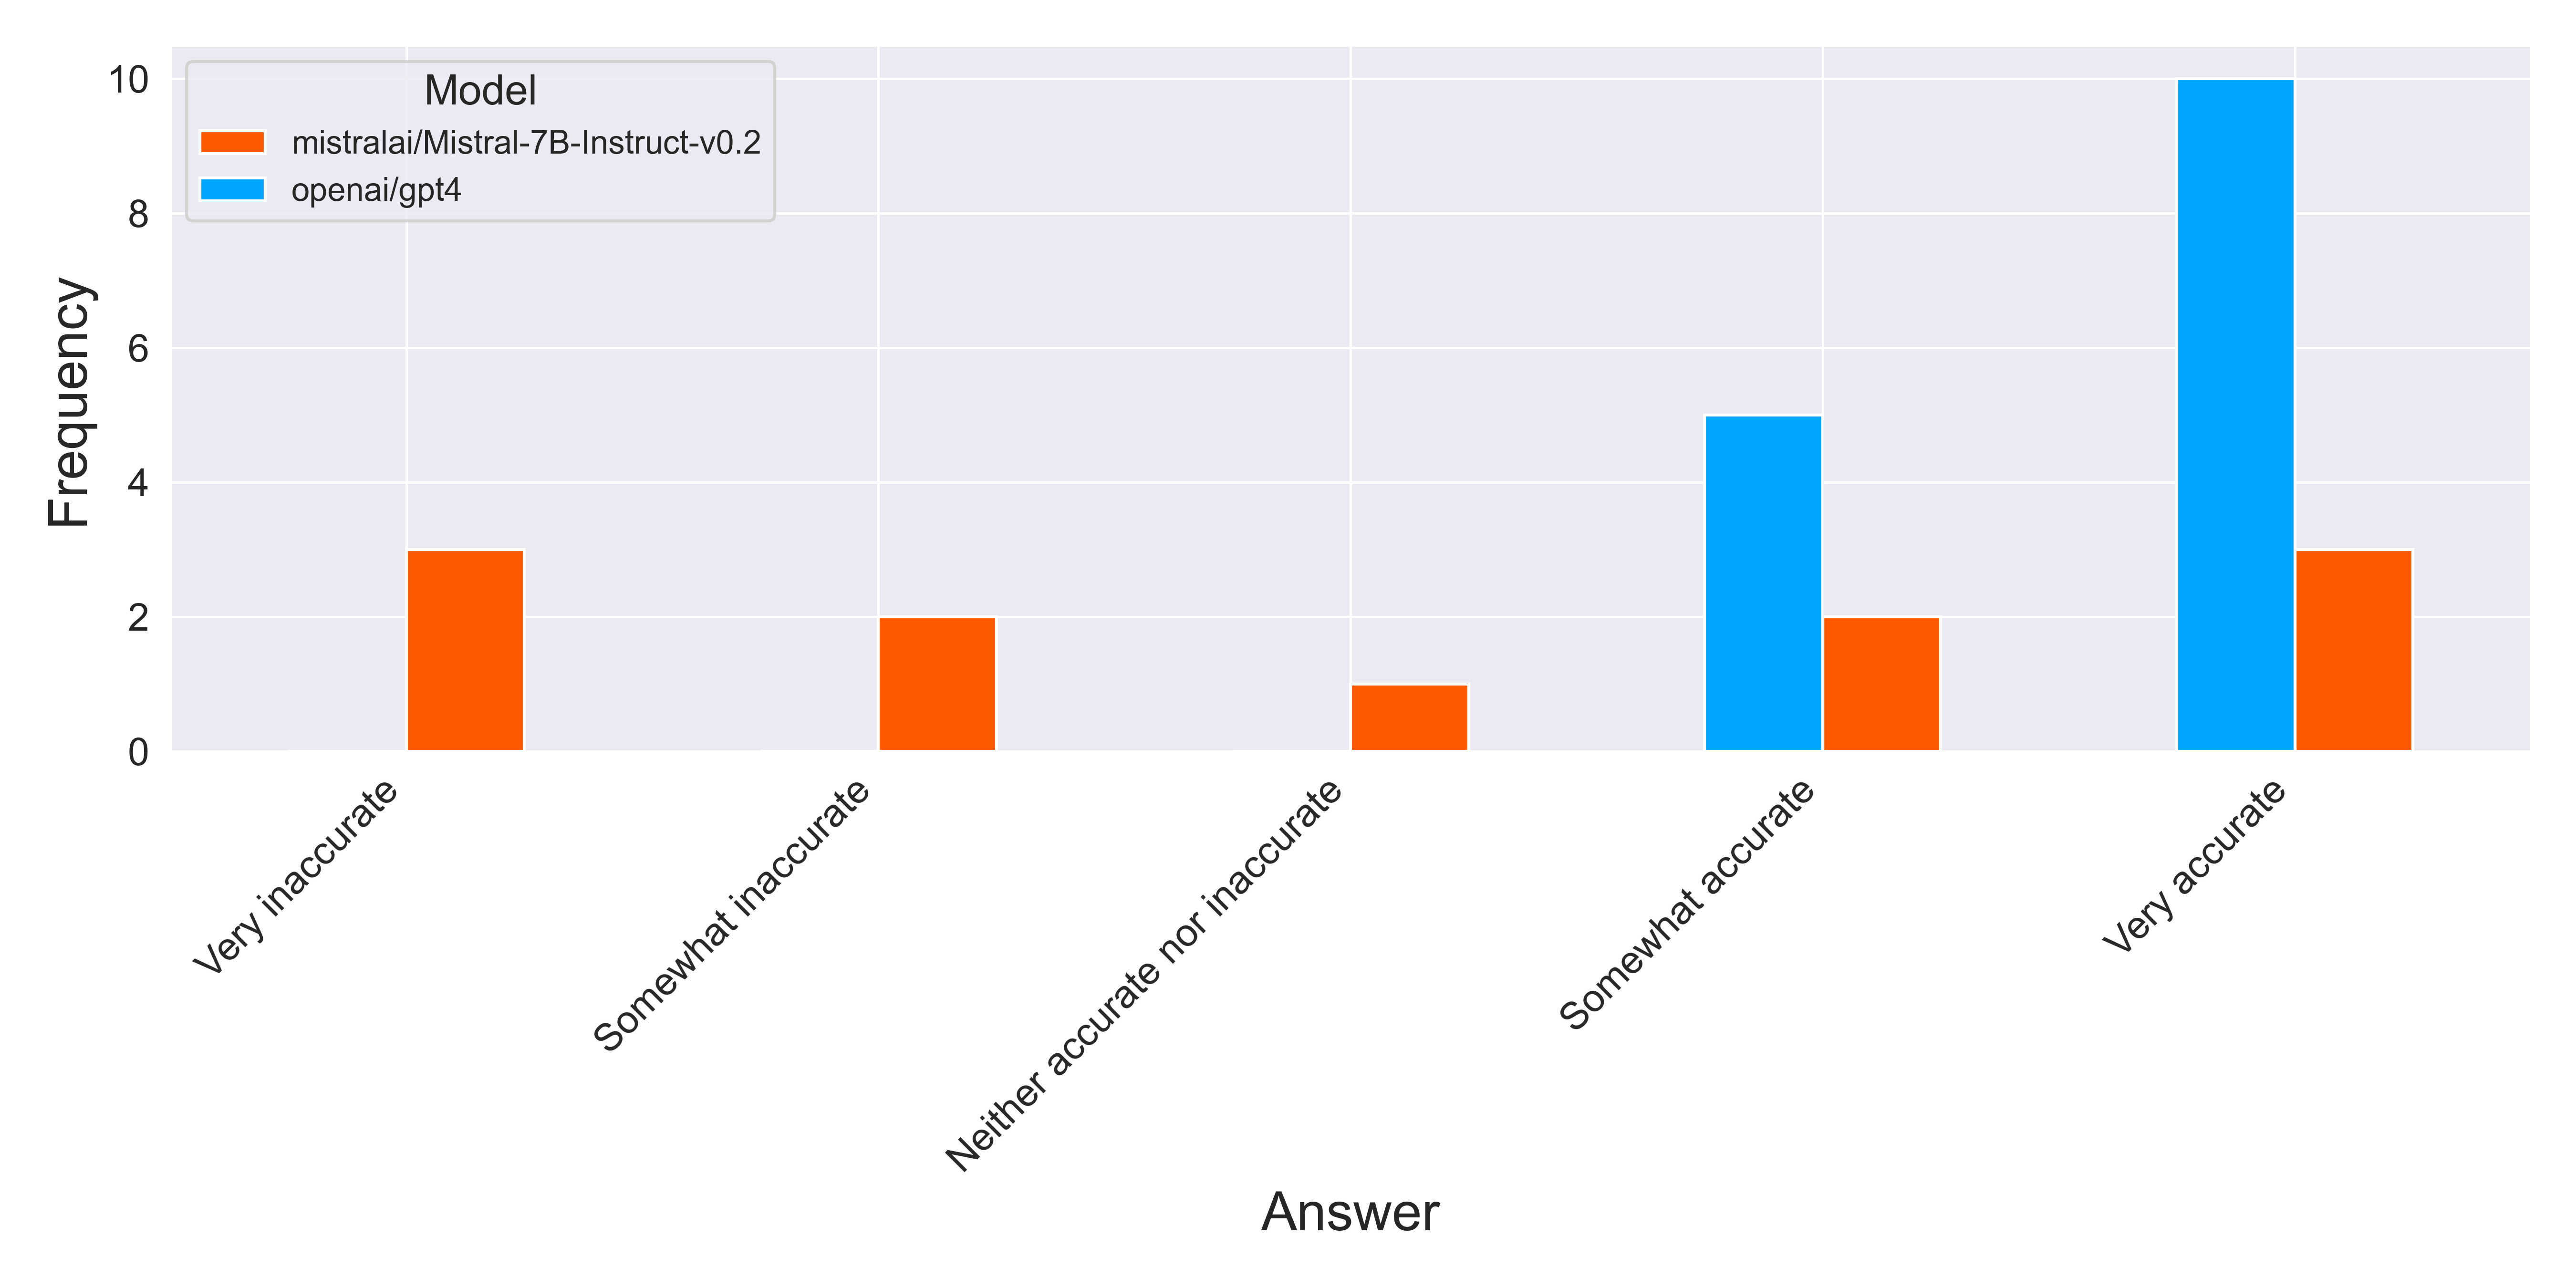 Model
mistralai/Mistral-7B-Instruct-v0.2
openai/gpt4
Frequency
10
8
6
4
2
0
Very inaccurate
Somewhat inaccurate
Neither accurate nor inaccurate
Somewhat accurate
Very accurate
Answer